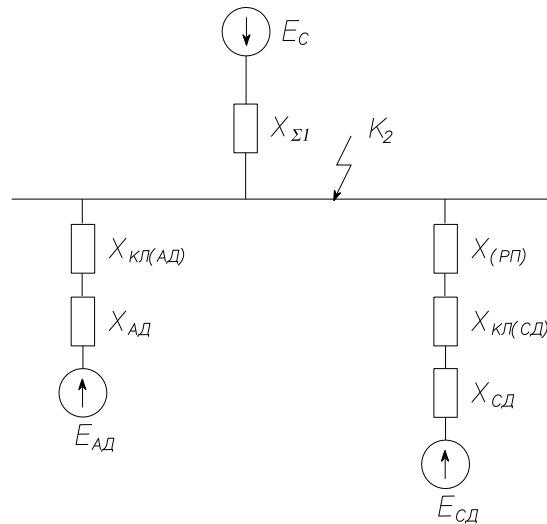 E_C
X_Σ1
K_2
X_КЛ(АД)
X_(РП)
X_АД
X_КЛ(СД)
X_СД
E_АД
E_СД